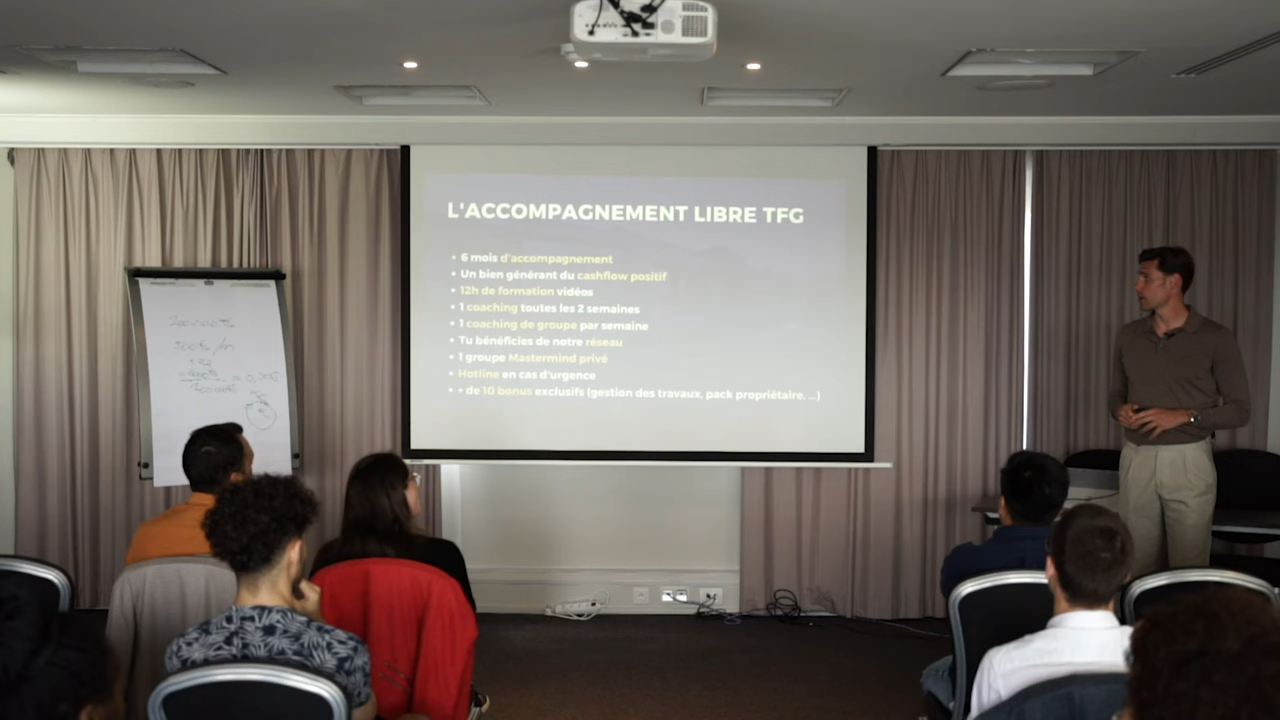 L'ACCOMPAGNEMENT LIBRE TFG
• 6 mois d'accompagnement
• Un bien générant du cashflow positif
• 12h de formation vidéos
• 1 coaching toutes les 2 semaines
• 1 coaching de groupe par semaine
• Tu bénéficies de notre réseau
• 1 groupe Mastermind privé
• Hotline en cas d'urgence
• + de 10 bonus exclusifs (gestion des travaux, pack propriétaire, ...)